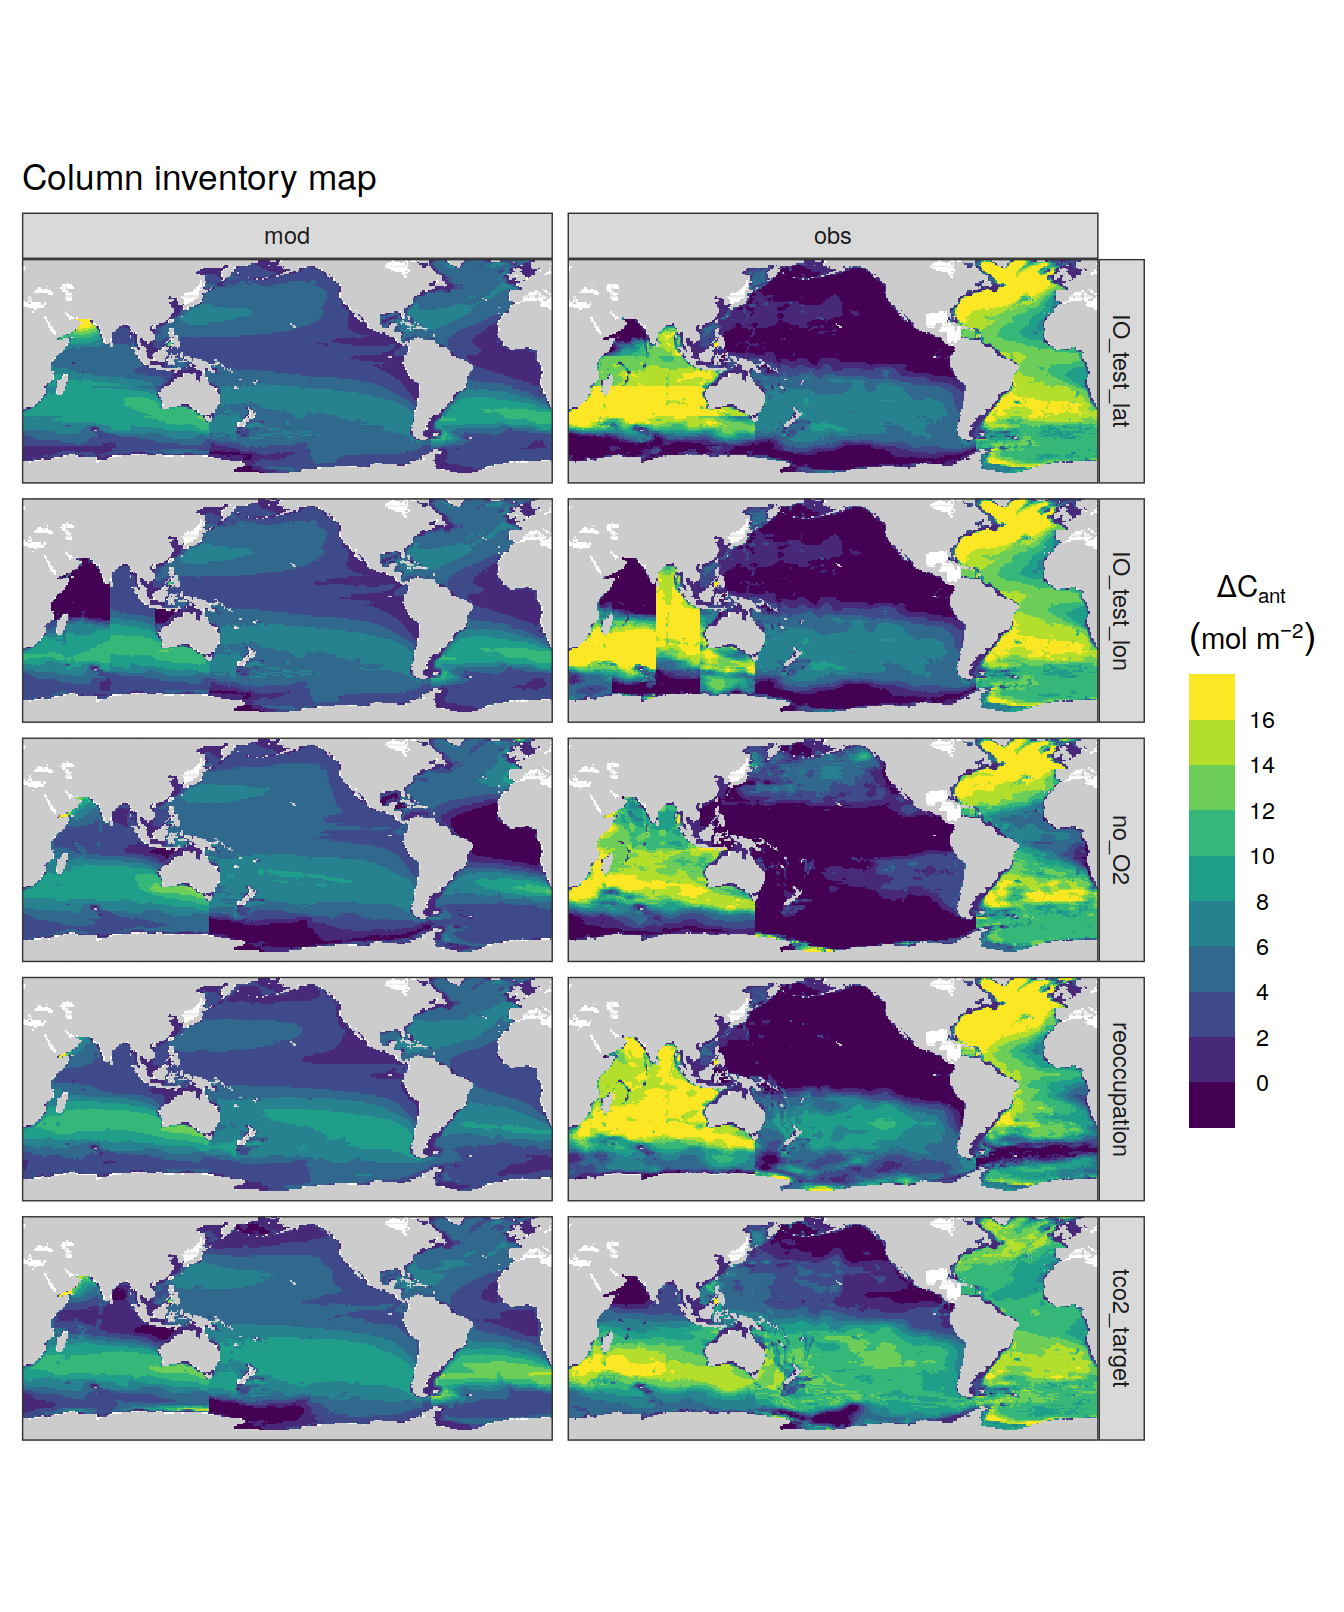 Column inventory map
mod
obs
IO_test_lat
IO_test_lon
no_O2
reoccupation
tco2_target
ΔCant
(mol m−2)
16
14
12
10
8
6
4
2
0